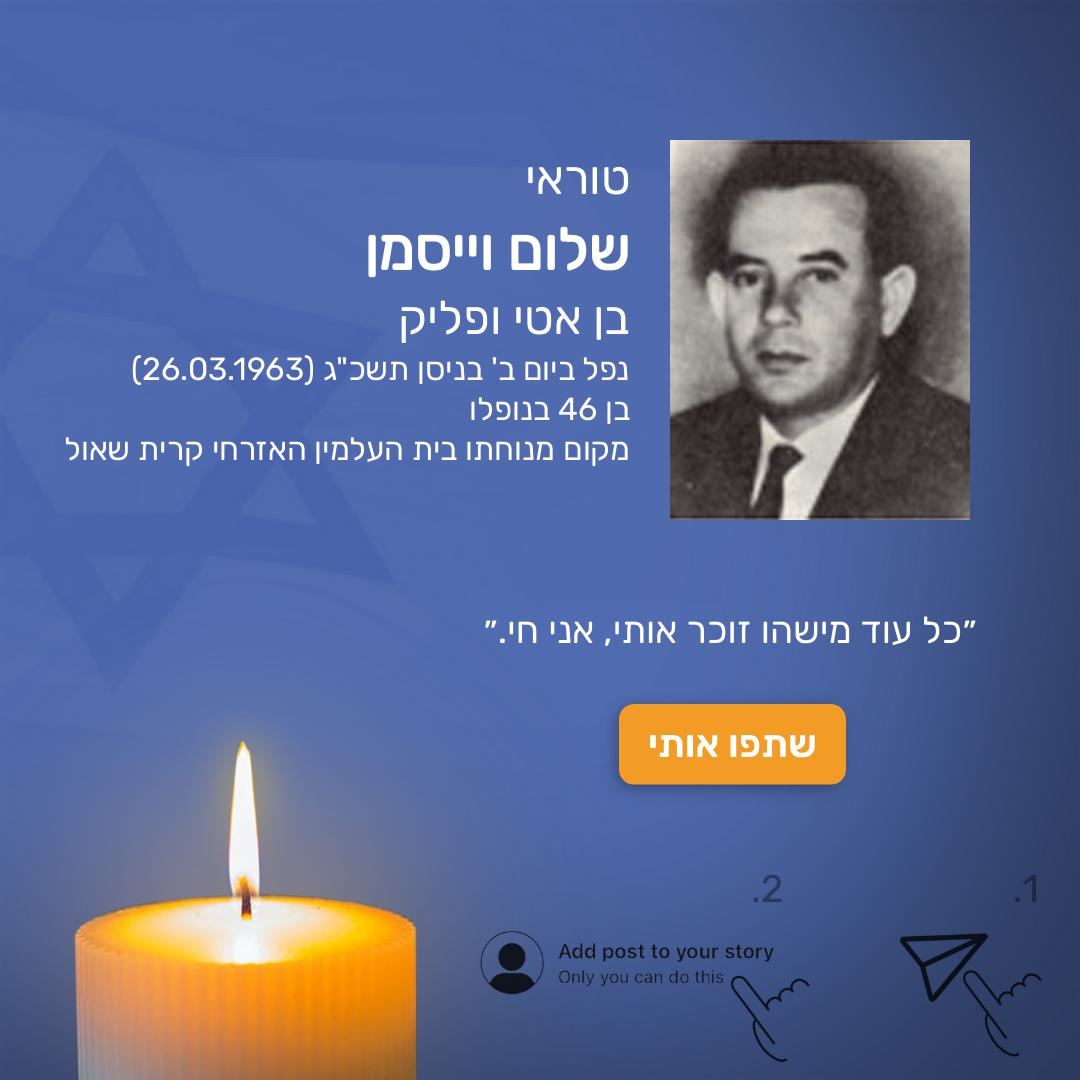 טוראי
שלום וייסמן
בן אטי ופליק
נפל ביום ב' בניסן תשכ"ג (26.03.1963)
בן 46 בנופלו
מקום מנוחתו בית העלמין האזרחי קרית שאול
״כל עוד מישהו זוכר אותי, אני חי.״
שתפו אותי
1.
2.
Add post to your story
Only you can do this